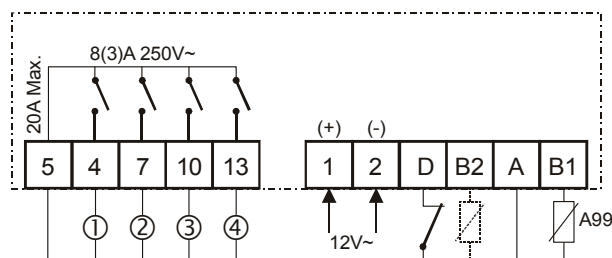 8(3)A 250V~
20A Max.
(+) (-)
5 4 7 10 13 1 2 D B2 A B1
① ② ③ ④ 12V~ A99